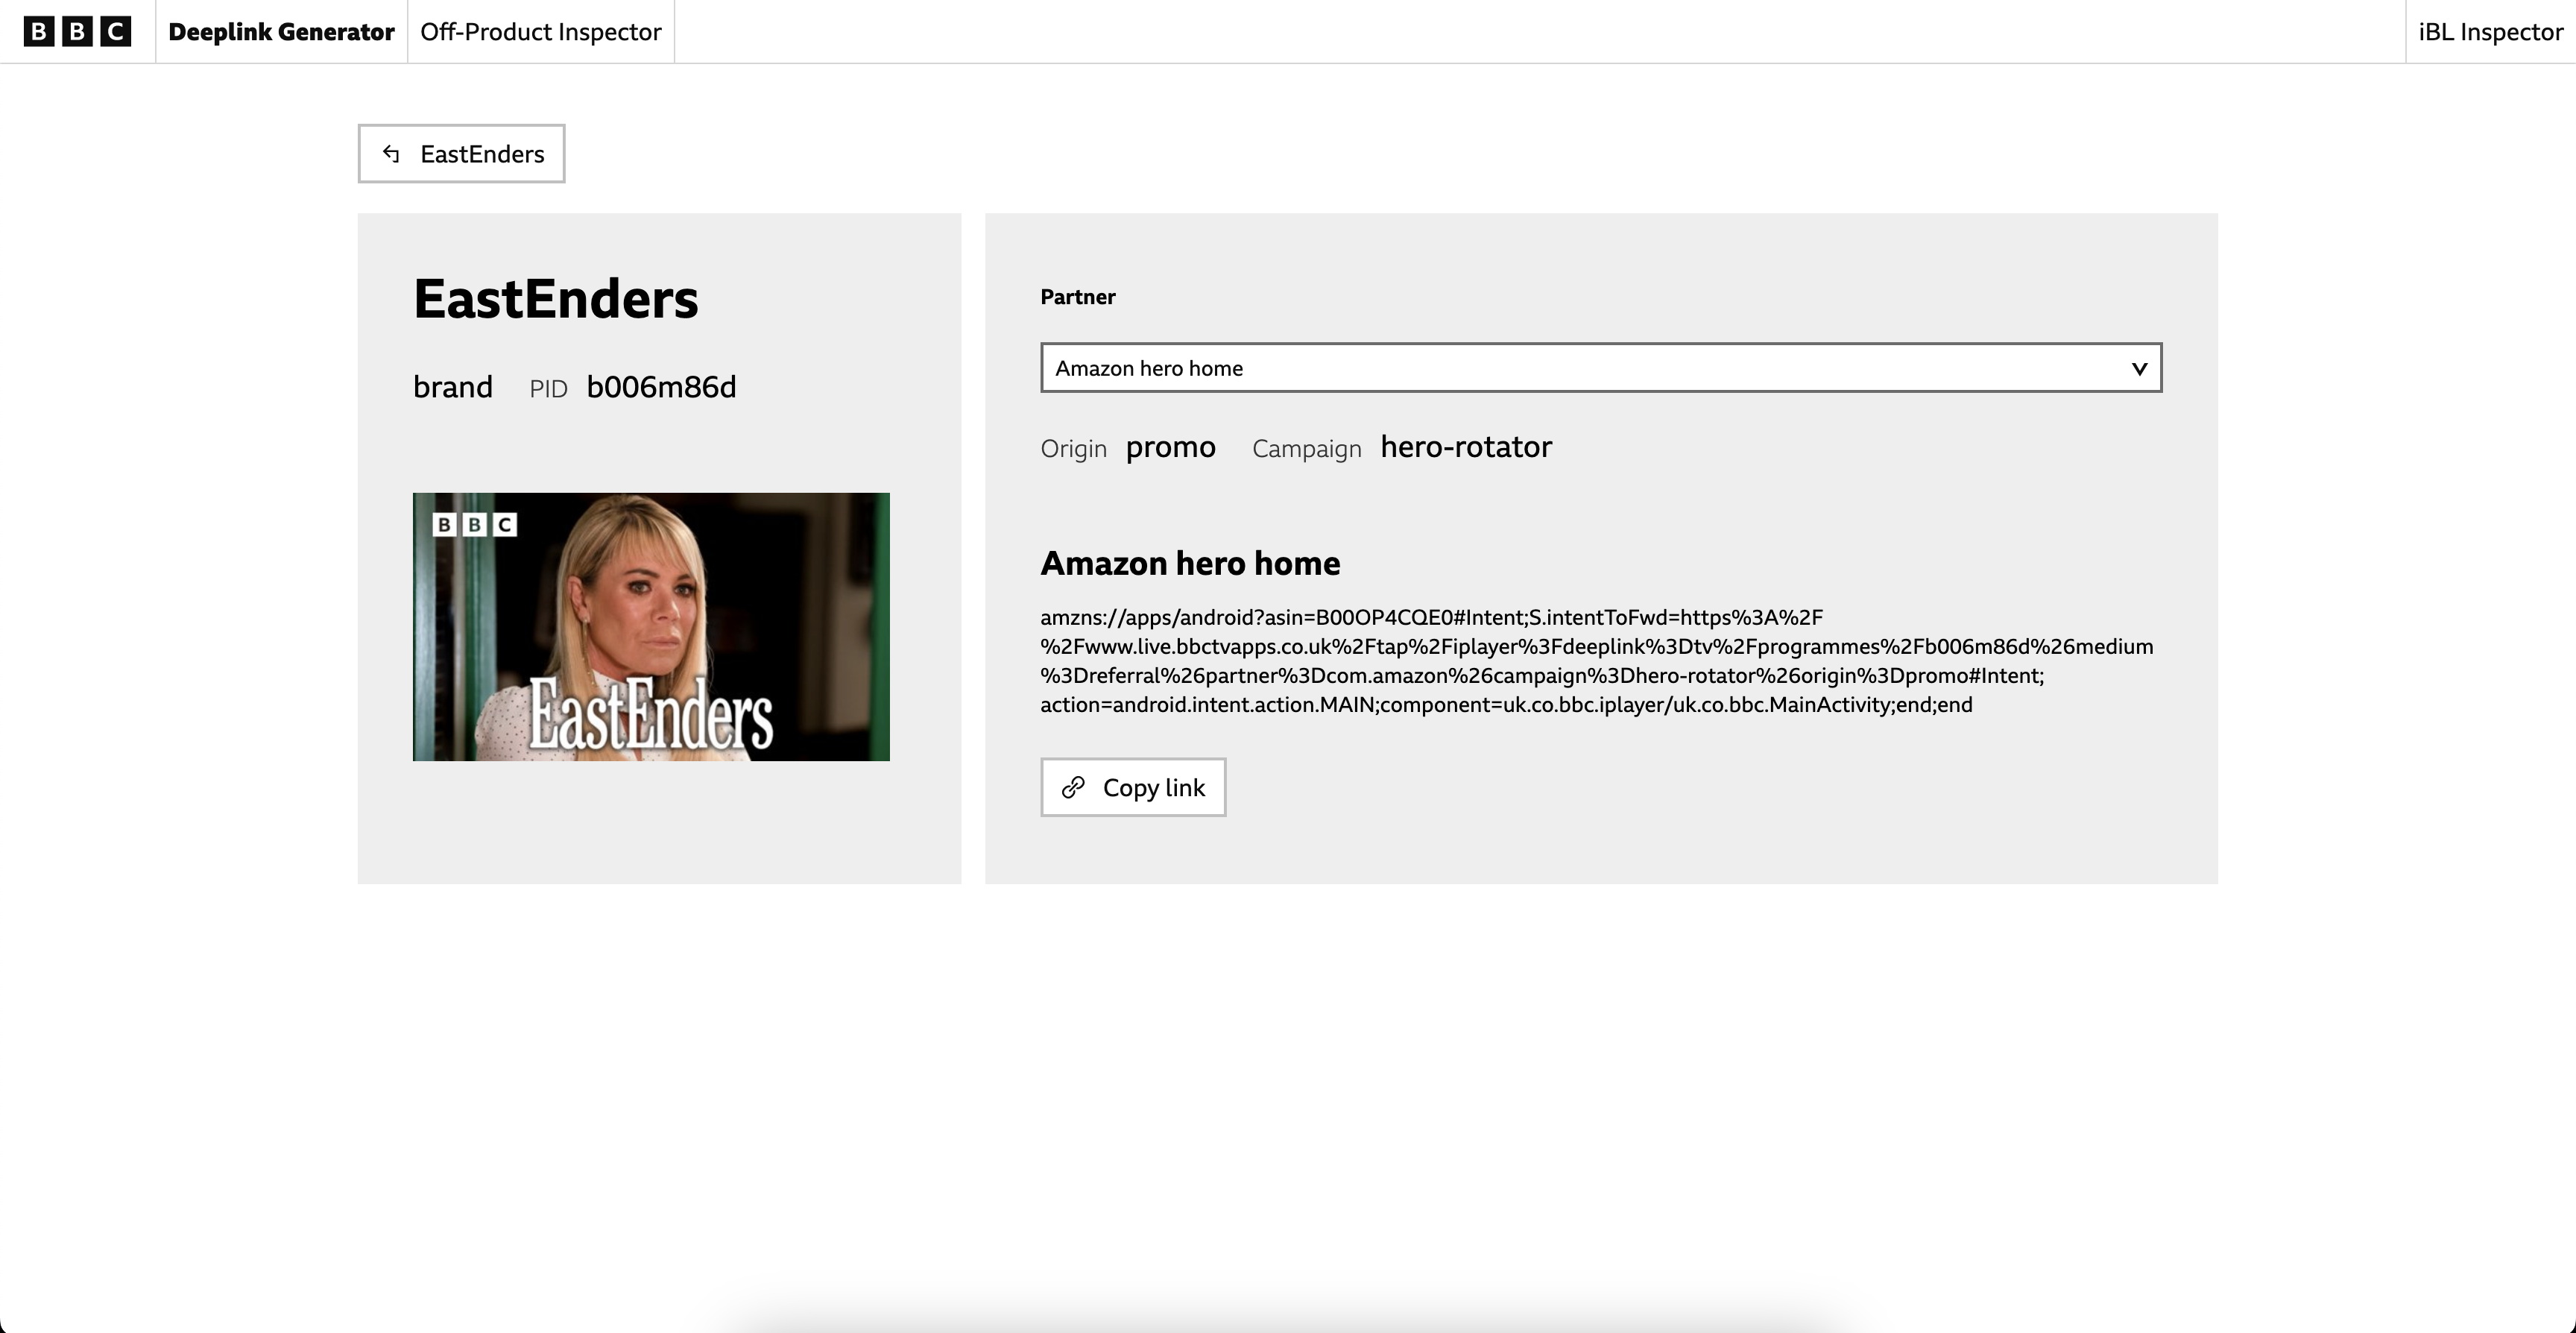 BBC
Deeplink Generator
Off-Product Inspector
iBL Inspector
EastEnders
EastEnders
brand PID b006m86d
BBC
EastEnders
Partner
Amazon hero home
Origin promo Campaign hero-rotator
Amazon hero home
amzns://apps/android?asin=B00OP4CQE0#Intent;S.intentToFwd=https%3A%2F
%2Fwww.live.bbctvapps.co.uk%2Ftap%2Fiplayer%3Fdeeplink%3Dtv%2Fprogrammes%2Fb006m86d%26medium
%3Dreferral%26partner%3Dcom.amazon%26campaign%3Dhero-rotator%26origin%3Dpromo#Intent;
action=android.intent.action.MAIN;component=uk.co.bbc.iplayer/uk.co.bbc.MainActivity;end;end
Copy link